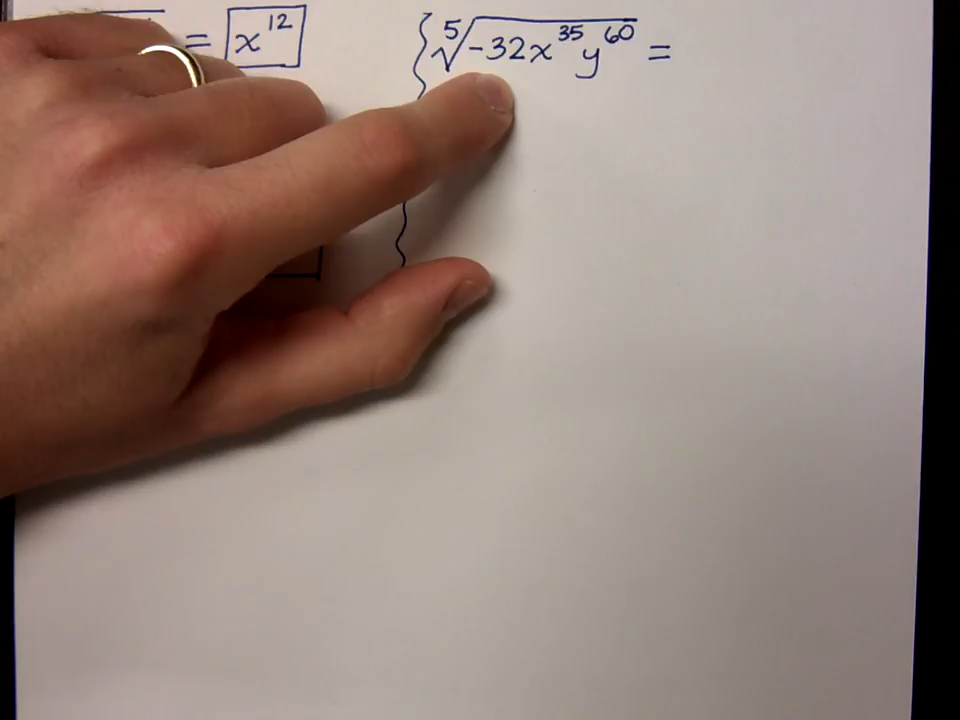 = x^12
⁵√(-32x^35 y^60) =